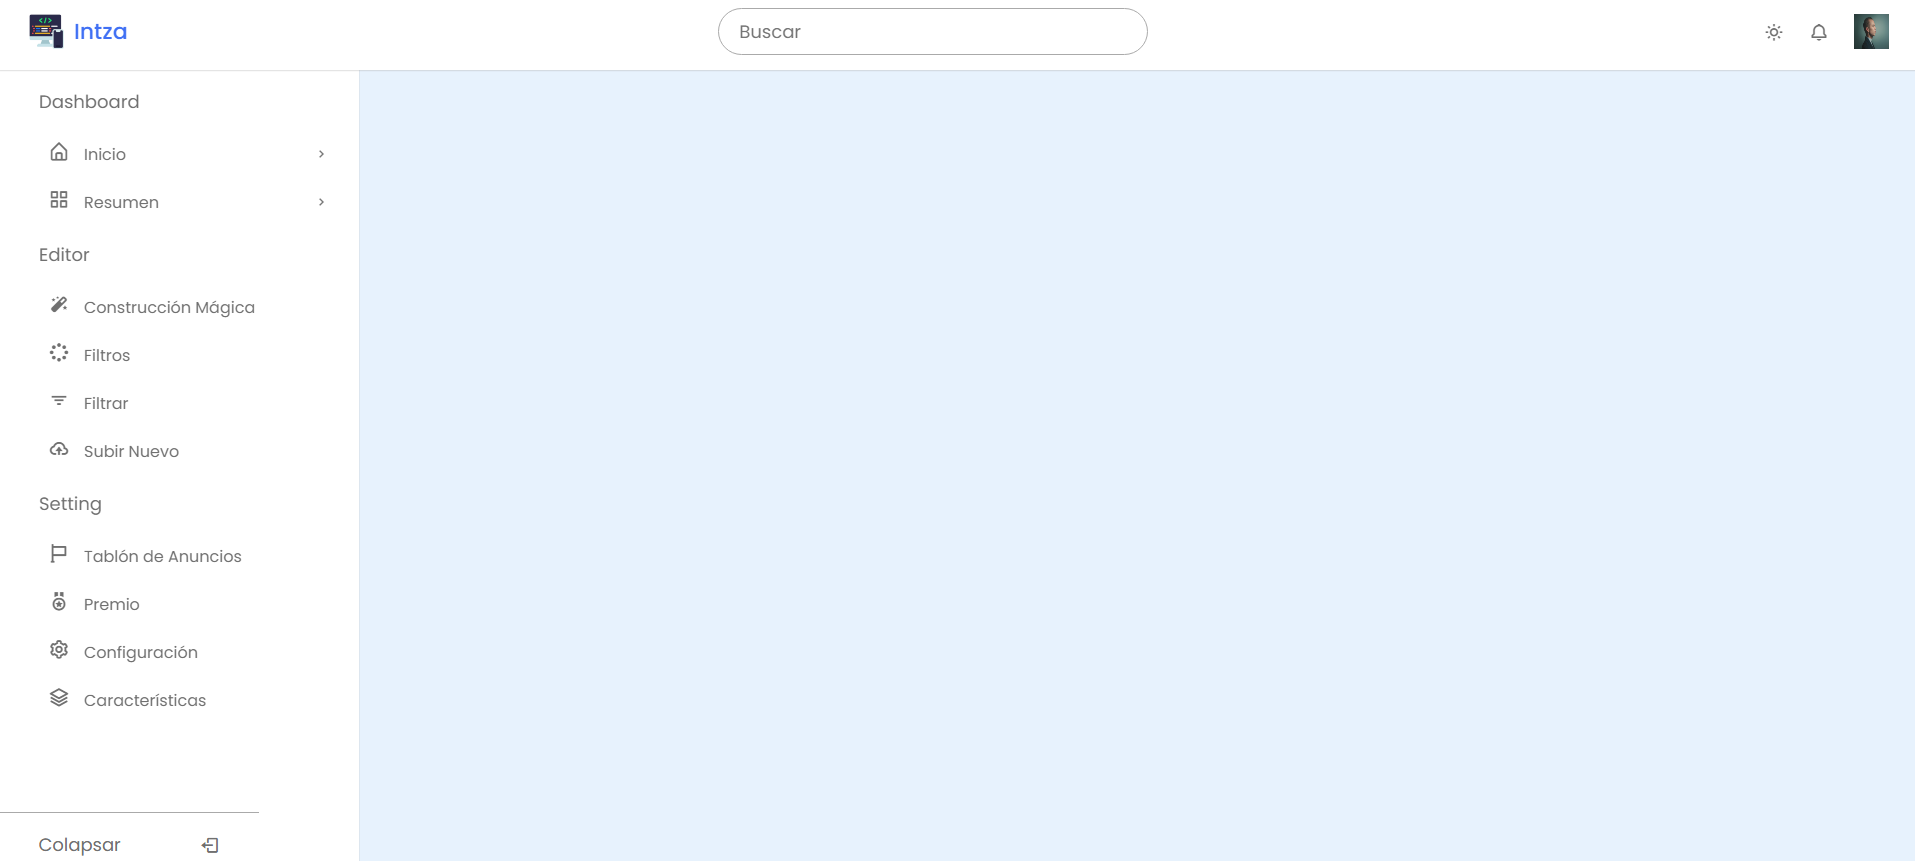 Intza
Buscar
Dashboard
Inicio
Resumen
Editor
Construcción Mágica
Filtros
Filtrar
Subir Nuevo
Setting
Tablón de Anuncios
Premio
Configuración
Características
Colapsar